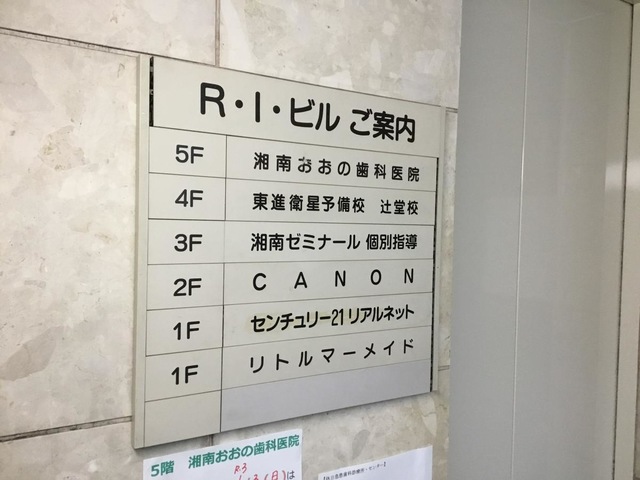 R・I・ビル ご案内
5F 湘南おおの歯科医院
4F 東進衛星予備校 辻堂校
3F 湘南ゼミナール 個別指導
2F CANON
1F センチュリー21リアルネット
1F リトルマーメイド
5階 湘南おおの歯科医院
R.3
(日)は